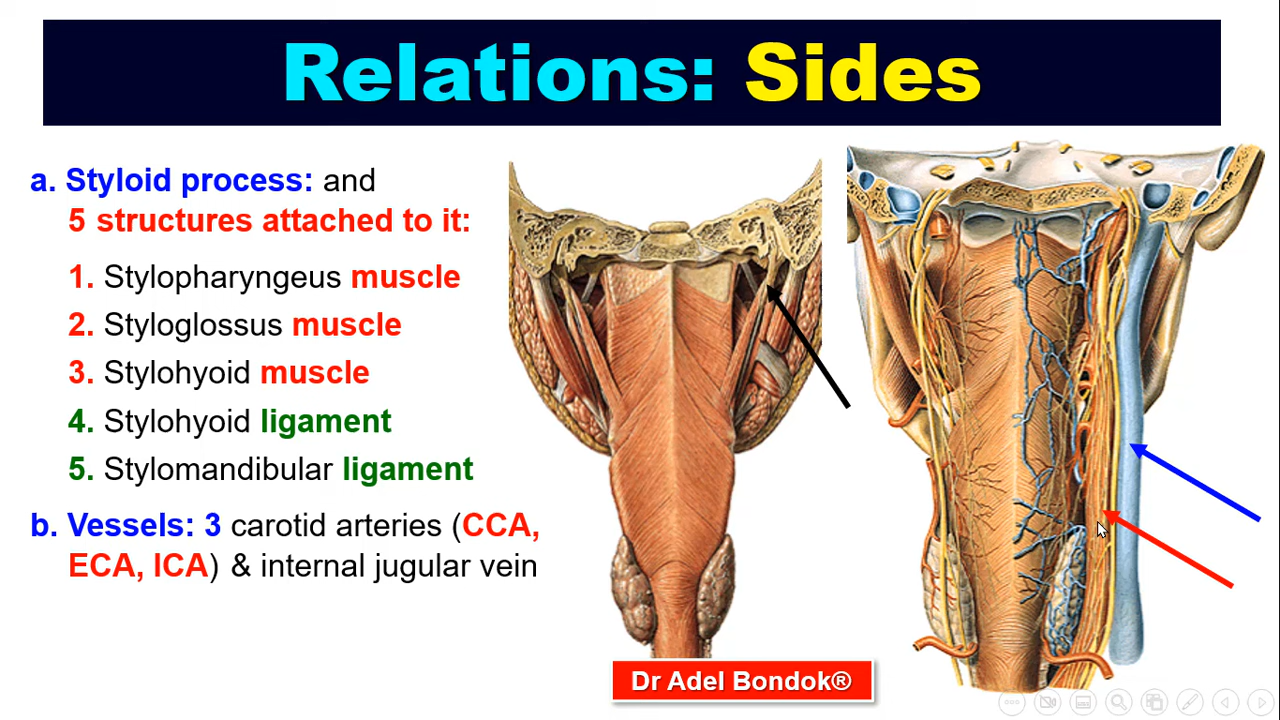 Relations: Sides
a. Styloid process: and
5 structures attached to it:
1. Stylopharyngeus muscle
2. Styloglossus muscle
3. Stylohyoid muscle
4. Stylohyoid ligament
5. Stylomandibular ligament
b. Vessels: 3 carotid arteries (CCA,
ECA, ICA) & internal jugular vein
Dr Adel Bondok®